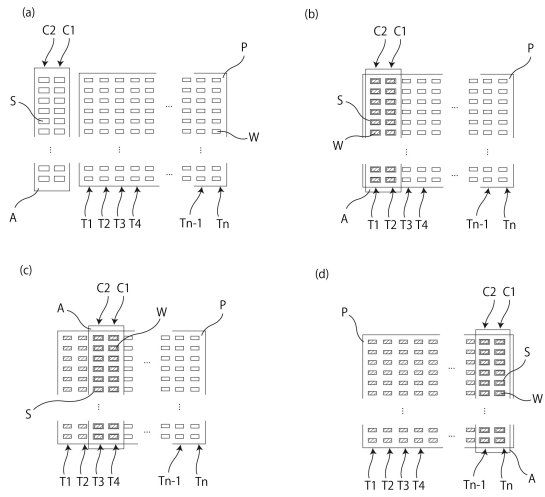 (a)
C2 C1
P
S
...
W
...
...
A
T1 T2 T3 T4
Tn-1 Tn
(b)
C2 C1
P
S
...
W
...
...
A
T1 T2 T3 T4
Tn-1 Tn
(c)
C2 C1
A
W
P
...
S
...
...
T1 T2 T3 T4
Tn-1 Tn
(d)
C2 C1
P
...
S
W
...
...
T1 T2 T3 T4
Tn-1 Tn
A